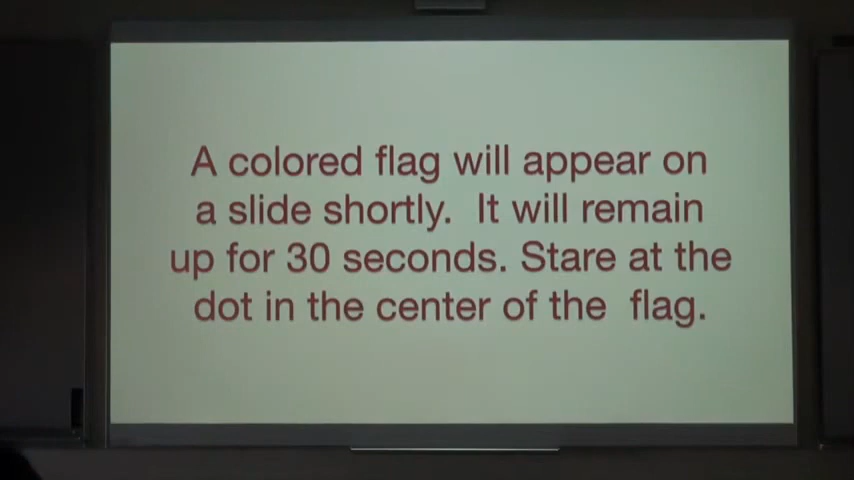 A colored flag will appear on
a slide shortly.  It will remain
up for 30 seconds. Stare at the
dot in the center of the  flag.